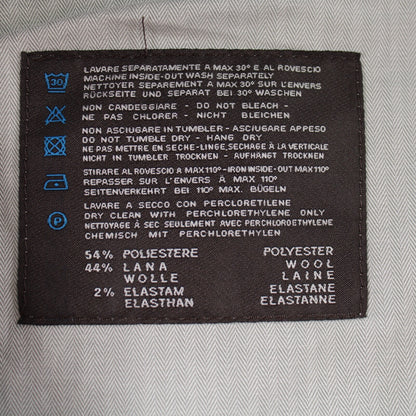 30
LAVARE SEPARATAMENTE A MAX 30° E AL ROVESCIO
MACHINE INSIDE-OUT WASH SEPARATELY
NETTOYER SEPAREMENT A MAX 30° SUR L'ENVERS
RÜCKSEITE UND SEPARAT BEI 30° WASCHEN
NON CANDEGGIARE - DO NOT BLEACH -
NE PAS CHLORER - NICHT BLEICHEN
NON ASCIUGARE IN TUMBLER - ASCIUGARE APPESO
DO NOT TUMBLE DRY - HANG DRY
NE PAS METTRE EN SECHE-LINGE, SECHAGE À LA VERTICALE
NICHT IM TUMBLER TROCKNEN - AUFHÄNGT TROCKNEN
STIRARE AL ROVESCIO A MAX 110° - IRON INSIDE-OUT MAX 110°
REPASSER SUR L'ENVERS À MAX 110°
SEITENVERKEHRT BEI 110° MAX. BÜGELN
P
LAVARE A SECCO CON PERCLORETILENE
DRY CLEAN WITH PERCHLORETHYLENE ONLY
NETTOYAGE À SEC SEULEMENT AVEC PERCHLOROETHYLENE
CHEMISCH MIT PERCHLORETHYLEN
54% POLIESTERE POLYESTER
44% LANA WOOL
WOLLE LAINE
2% ELASTAM ELASTANE
ELASTHAN ELASTANNE